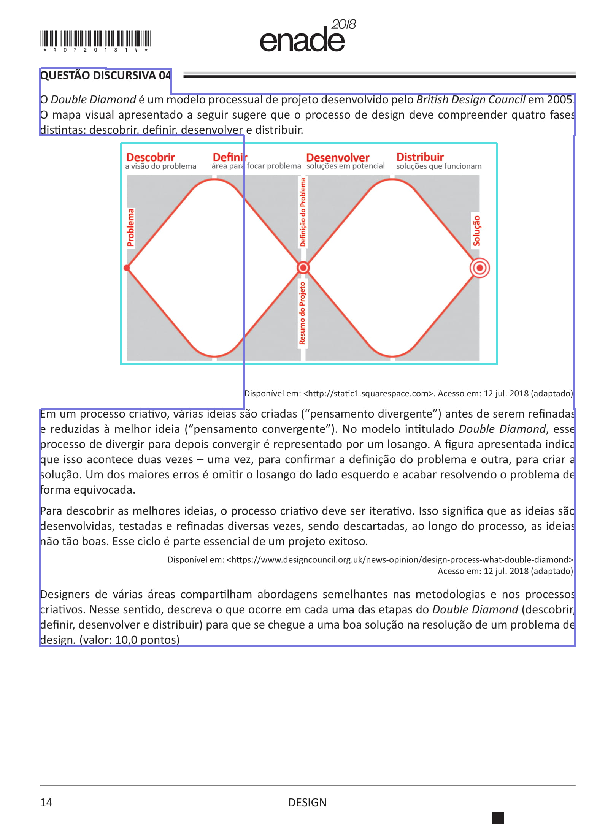 *R07201814*
enade
2018
QUESTÃO DISCURSIVA 04
O Double Diamond é um modelo processual de projeto desenvolvido pelo British Design Council em 2005.
O mapa visual apresentado a seguir sugere que o processo de design deve compreender quatro fases
distintas: descobrir, definir, desenvolver e distribuir.
Descobrir
a visão do problema
Definir
área para focar problema
Desenvolver
soluções em potencial
Distribuir
soluções que funcionam
Problema
Definição do Problema
Resumo do Projeto
Solução
Disponível em: <http://static1.squarespace.com>. Acesso em: 12 jul. 2018 (adaptado)
Em um processo criativo, várias ideias são criadas (“pensamento divergente”) antes de serem refinadas
e reduzidas à melhor ideia (“pensamento convergente”). No modelo intitulado Double Diamond, esse
processo de divergir para depois convergir é representado por um losango. A figura apresentada indica
que isso acontece duas vezes – uma vez, para confirmar a definição do problema e outra, para criar a
solução. Um dos maiores erros é omitir o losango do lado esquerdo e acabar resolvendo o problema de
forma equivocada.
Para descobrir as melhores ideias, o processo criativo deve ser iterativo. Isso significa que as ideias são
desenvolvidas, testadas e refinadas diversas vezes, sendo descartadas, ao longo do processo, as ideias
não tão boas. Esse ciclo é parte essencial de um projeto exitoso.
Disponível em: <https://www.designcouncil.org.uk/news-opinion/design-process-what-double-diamond>
Acesso em: 12 jul. 2018 (adaptado)
Designers de várias áreas compartilham abordagens semelhantes nas metodologias e nos processos
criativos. Nesse sentido, descreva o que ocorre em cada uma das etapas do Double Diamond (descobrir,
definir, desenvolver e distribuir) para que se chegue a uma boa solução na resolução de um problema de
design. (valor: 10,0 pontos)
14
DESIGN